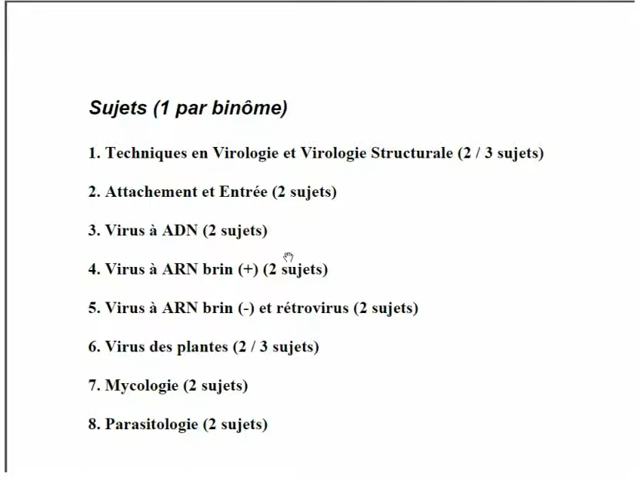 Sujets (1 par binôme)
1. Techniques en Virologie et Virologie Structurale (2 / 3 sujets)
2. Attachement et Entrée (2 sujets)
3. Virus à ADN (2 sujets)
4. Virus à ARN brin (+) (2 sujets)
5. Virus à ARN brin (-) et rétrovirus (2 sujets)
6. Virus des plantes (2 / 3 sujets)
7. Mycologie (2 sujets)
8. Parasitologie (2 sujets)